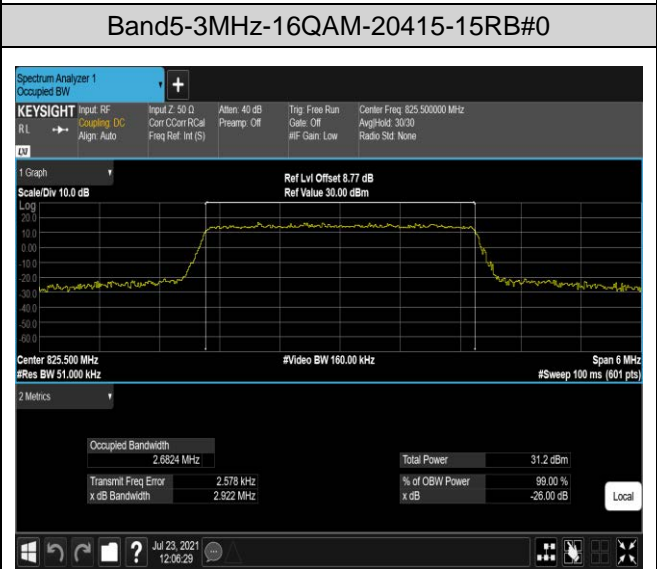 Band5-3MHz-16QAM-20415-15RB#0
Spectrum Analyzer 1
Occupied BW
KEYSIGHT
RL
LXI
Input: RF
Coupling: DC
Align: Auto
Input Z: 50 Ω
Corr CCorr RCal
Freq Ref: Int (S)
Atten: 40 dB
Preamp: Off
Trig: Free Run
Gate: Off
#IF Gain: Low
Center Freq: 825.500000 MHz
Avg|Hold: 30/30
Radio Std: None
1 Graph
Scale/Div 10.0 dB
Ref Lvl Offset 8.77 dB
Ref Value 30.00 dBm
Log
20.0
10.0
0.00
-10.0
-20.0
-30.0
-40.0
-50.0
-60.0
Center 825.500 MHz
#Res BW 51.000 kHz
#Video BW 160.00 kHz
Span 6 MHz
#Sweep 100 ms (601 pts)
2 Metrics
Occupied Bandwidth
2.6824 MHz
Transmit Freq Error 2.578 kHz
x dB Bandwidth 2.922 MHz
Total Power 31.2 dBm
% of OBW Power 99.00 %
x dB -26.00 dB
Local
?
Jul 23, 2021
12:06:29